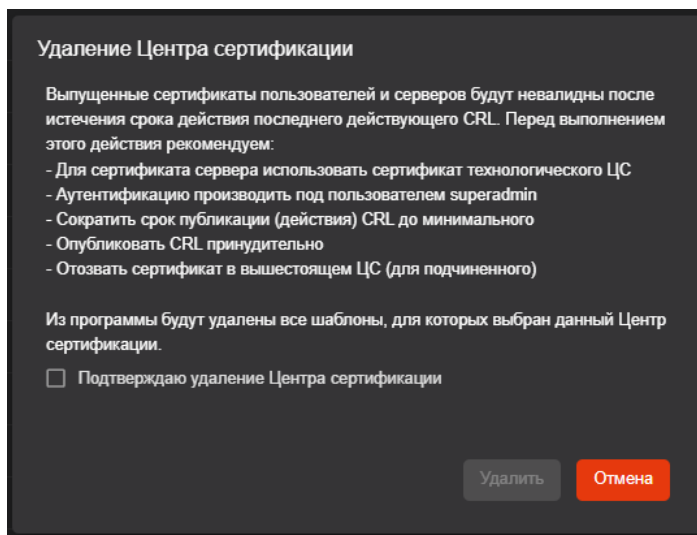 Удаление Центра сертификации
Выпущенные сертификаты пользователей и серверов будут невалидны после
истечения срока действия последнего действующего CRL. Перед выполнением
этого действия рекомендуем:
- Для сертификата сервера использовать сертификат технологического ЦС
- Аутентификацию производить под пользователем superadmin
- Сократить срок публикации (действия) CRL до минимального
- Опубликовать CRL принудительно
- Отозвать сертификат в вышестоящем ЦС (для подчиненного)
Из программы будут удалены все шаблоны, для которых выбран данный Центр
сертификации.
Подтверждаю удаление Центра сертификации
Удалить
Отмена